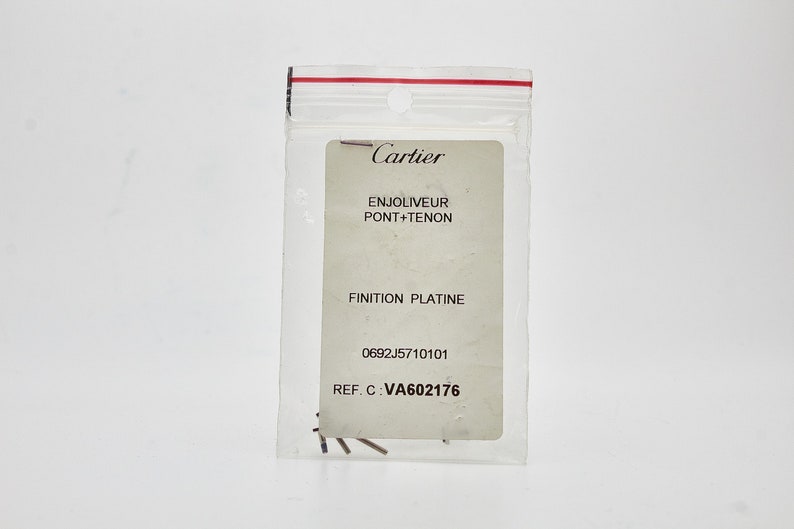 Cartier
ENJOLIVEUR
PONT+TENON
FINITION PLATINE
0692J5710101
REF. C : VA602176